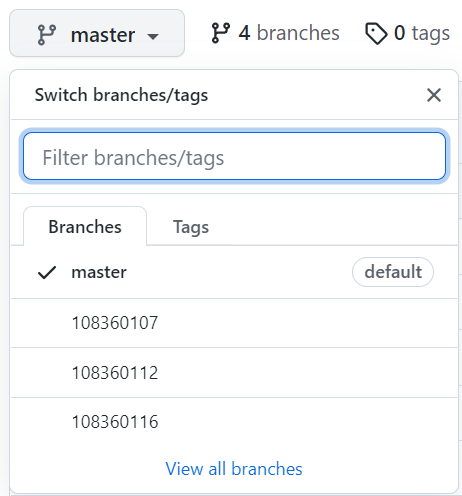 master 4 branches 0 tags
Switch branches/tags
Filter branches/tags
Branches Tags
master default
108360107
108360112
108360116
View all branches